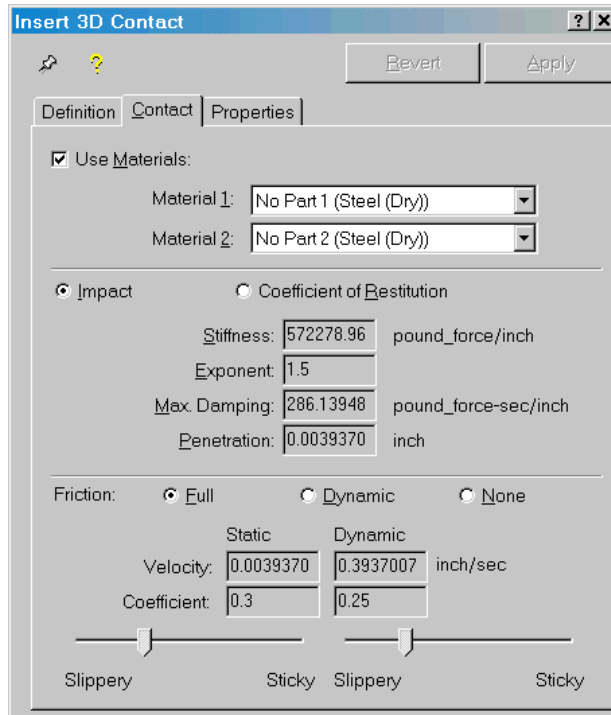 Insert 3D Contact
Revert Apply
Definition Contact Properties
Use Materials:
Material 1: No Part 1 (Steel (Dry))
Material 2: No Part 2 (Steel (Dry))
Impact Coefficient of Restitution
Stiffness: 572278.96 pound_force/inch
Exponent: 1.5
Max. Damping: 286.13948 pound_force-sec/inch
Penetration: 0.0039370 inch
Friction: Full Dynamic None
Static Dynamic
Velocity: 0.0039370 0.3937007 inch/sec
Coefficient: 0.3 0.25
Slippery Sticky Slippery Sticky